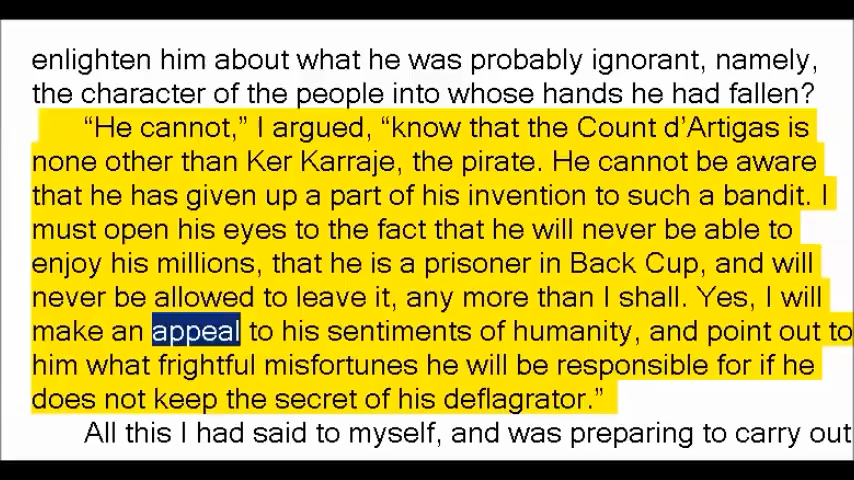 enlighten him about what he was probably ignorant, namely,
the character of the people into whose hands he had fallen?
“He cannot,” I argued, “know that the Count d’Artigas is
none other than Ker Karraje, the pirate. He cannot be aware
that he has given up a part of his invention to such a bandit. I
must open his eyes to the fact that he will never be able to
enjoy his millions, that he is a prisoner in Back Cup, and will
never be allowed to leave it, any more than I shall. Yes, I will
make an appeal to his sentiments of humanity, and point out to
him what frightful misfortunes he will be responsible for if he
does not keep the secret of his deflagrator.”
All this I had said to myself, and was preparing to carry out